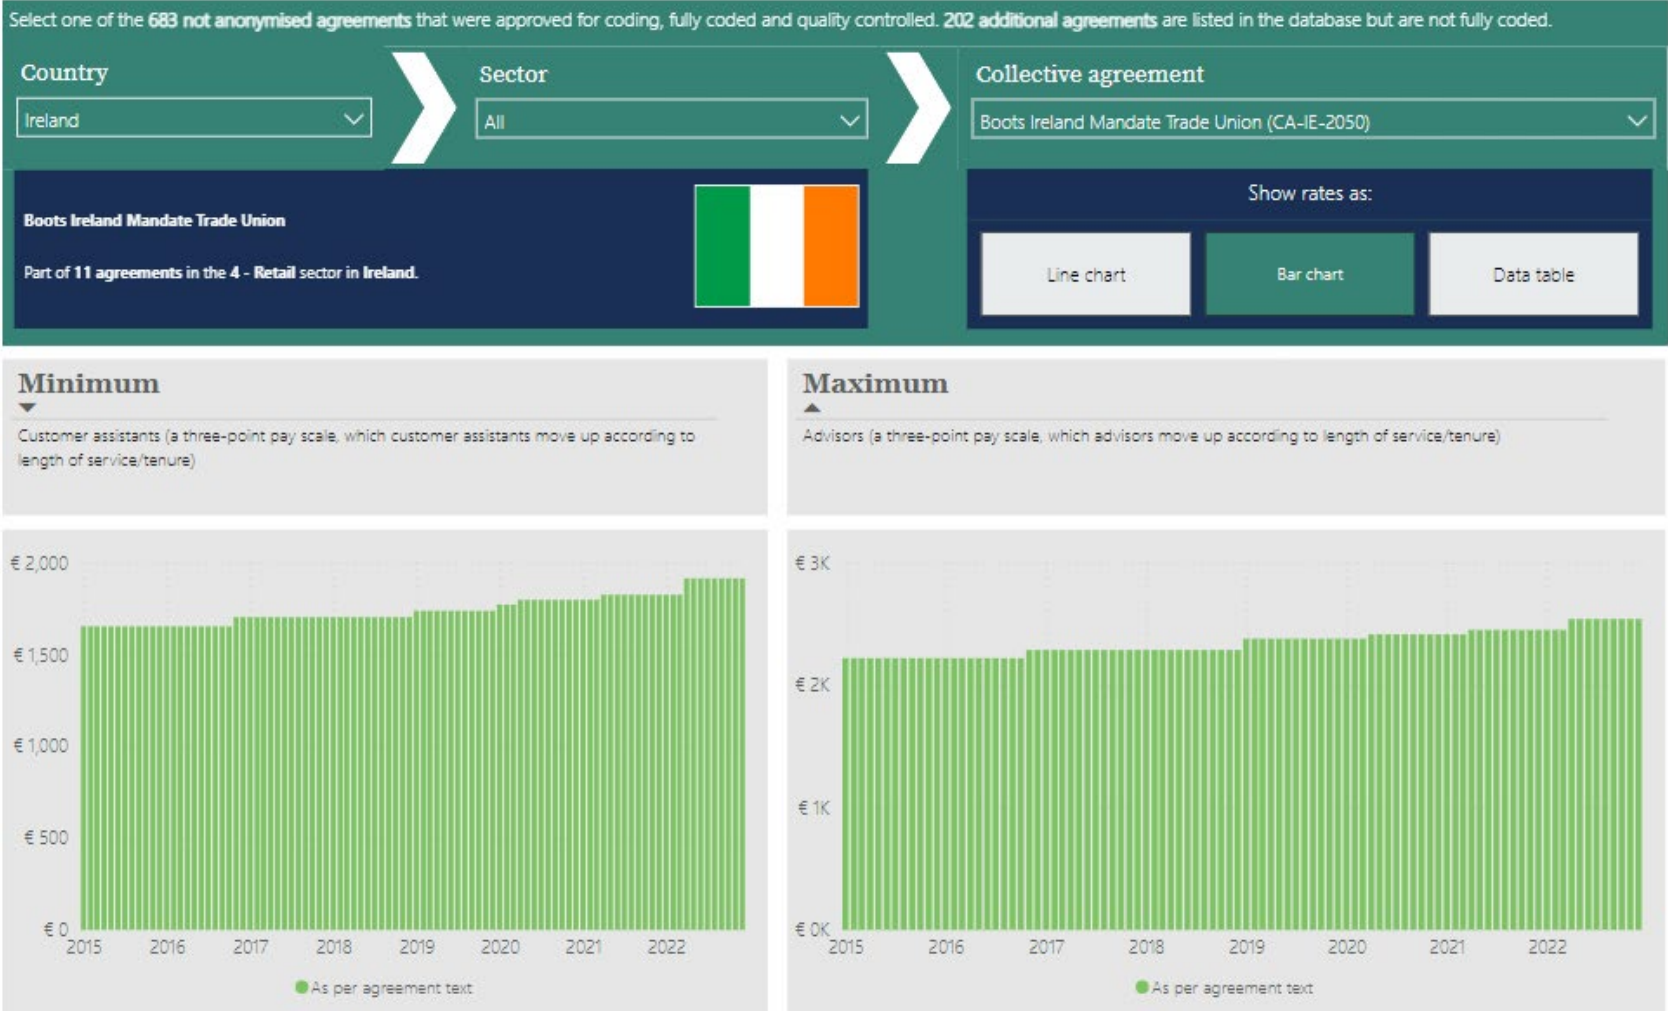 Select one of the 683 not anonymised agreements that were approved for coding, fully coded and quality controlled. 202 additional agreements are listed in the database but are not fully coded.
Country
Ireland
Sector
All
Collective agreement
Boots Ireland Mandate Trade Union (CA-IE-2050)
Boots Ireland Mandate Trade Union
Part of 11 agreements in the 4 - Retail sector in Ireland.
Show rates as:
Line chart
Bar chart
Data table
Minimum
Customer assistants (a three-point pay scale, which customer assistants move up according to
length of service/tenure)
Maximum
Advisors (a three-point pay scale, which advisors move up according to length of service/tenure)
€ 2,000
€ 1,500
€ 1,000
€ 500
€ 0
2015 2016 2017 2018 2019 2020 2021 2022
As per agreement text
€ 3K
€ 2K
€ 1K
€ 0K
2015 2016 2017 2018 2019 2020 2021 2022
As per agreement text